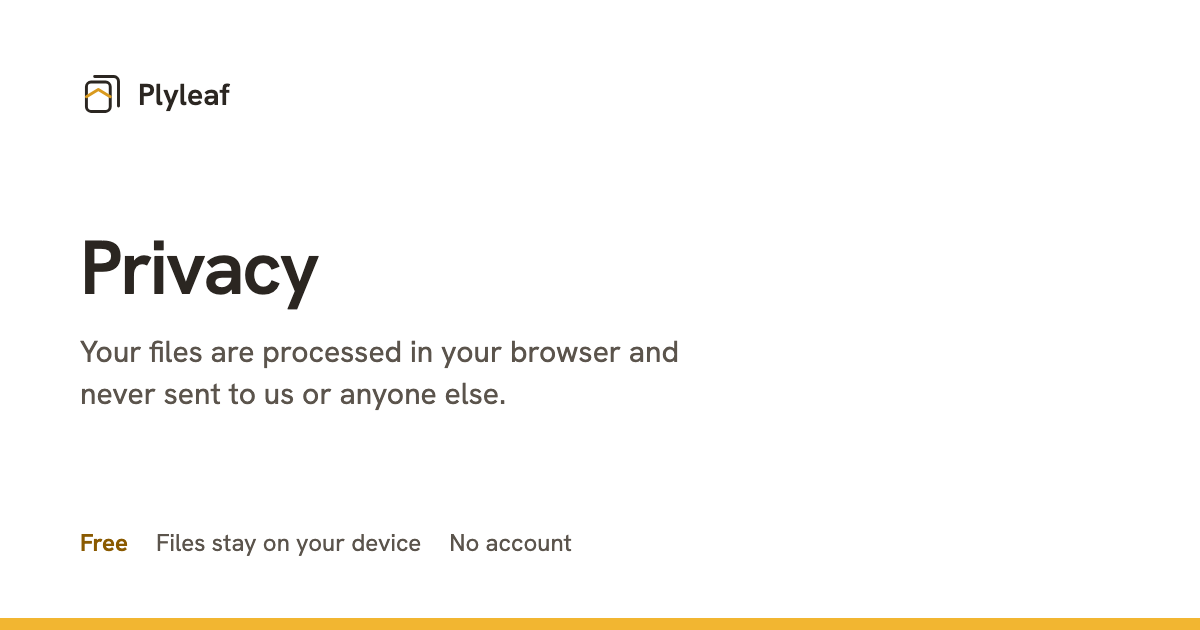 Plyleaf
Privacy
Your files are processed in your browser and
never sent to us or anyone else.
Free Files stay on your device No account